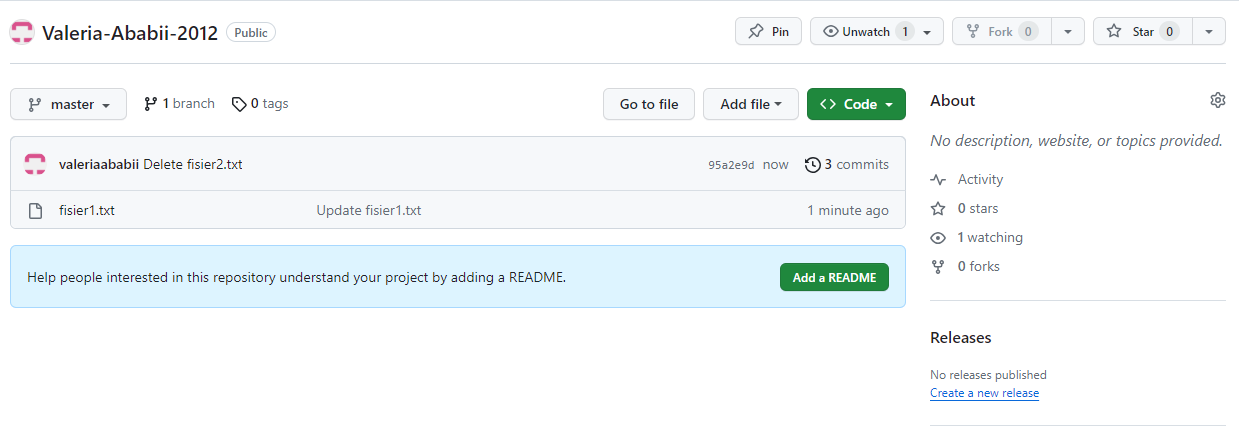 Valeria-Ababii-2012 Public Pin Unwatch 1 Fork 0 Star 0
master 1 branch 0 tags Go to file Add file Code
valeriaababii Delete fisier2.txt 95a2e9d now 3 commits
fisier1.txt Update fisier1.txt 1 minute ago
Help people interested in this repository understand your project by adding a README. Add a README
About
No description, website, or topics provided.
Activity
0 stars
1 watching
0 forks
Releases
No releases published
Create a new release